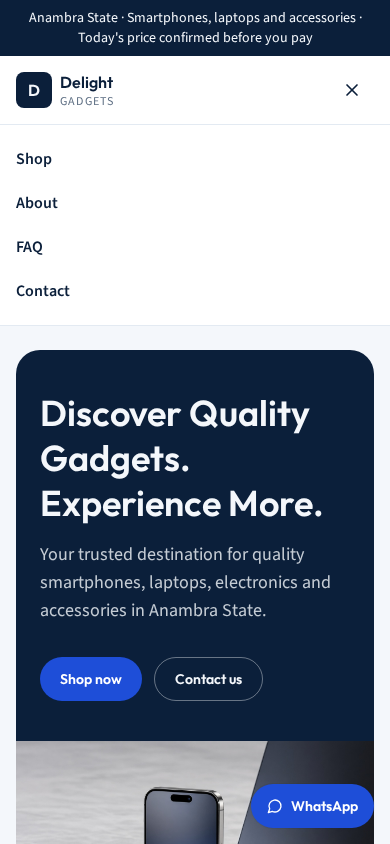 Anambra State · Smartphones, laptops and accessories ·
Today's price confirmed before you pay
D
Delight
GADGETS
Shop
About
FAQ
Contact
Discover Quality
Gadgets.
Experience More.
Your trusted destination for quality
smartphones, laptops, electronics and
accessories in Anambra State.
Shop now
Contact us
WhatsApp